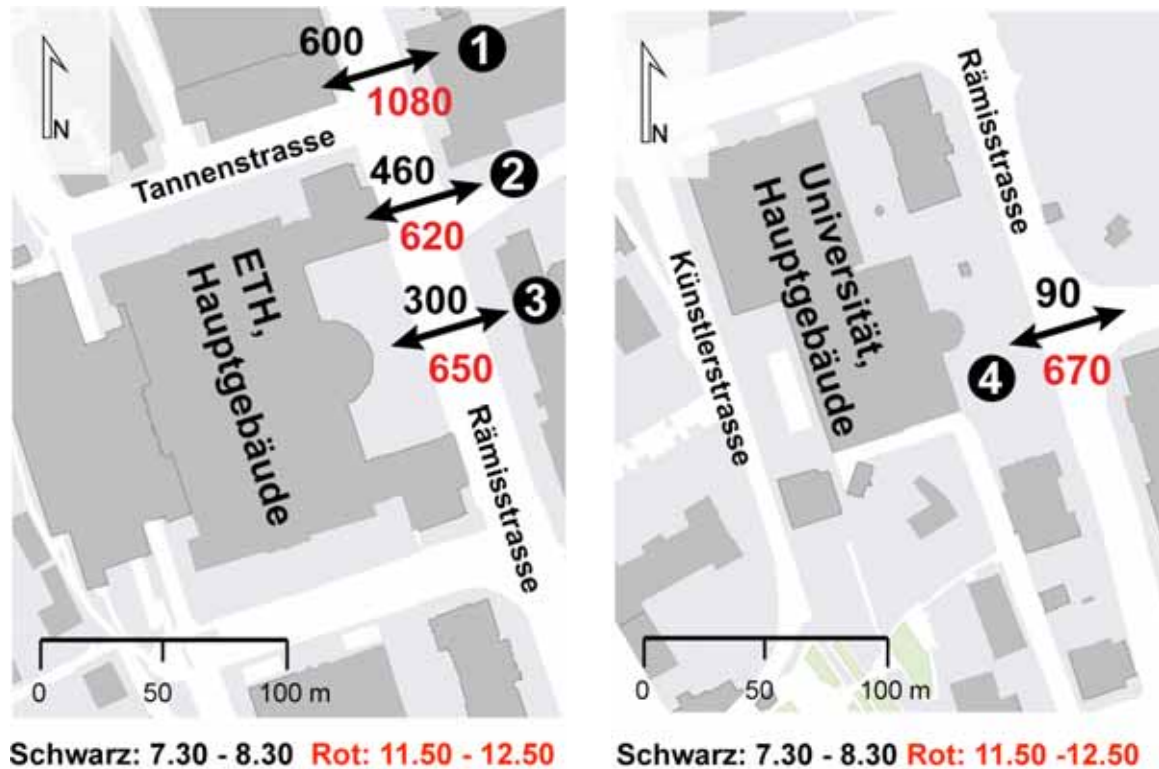 N
600
1
1080
Tannenstrasse
460
2
620
ETH,
Hauptgebäude
300
3
650
Rämisstrasse
0 50 100 m
Schwarz: 7.30 - 8.30 Rot: 11.50 - 12.50
N
Rämisstrasse
Universität,
Hauptgebäude
Künstlerstrasse
90
4
670
0 50 100 m
Schwarz: 7.30 - 8.30 Rot: 11.50 -12.50